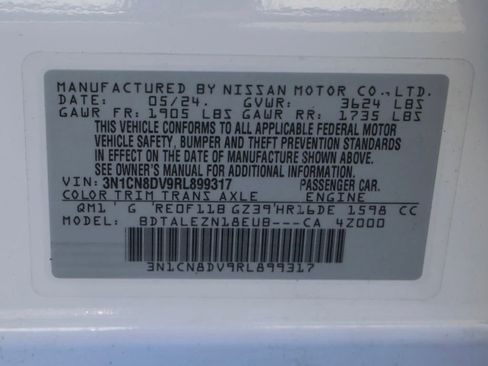 MANUFACTURED BY NISSAN MOTOR CO.,LTD.
DATE: 05/24. GVWR: 3624 LBS
GAWR FR: 1905 LBS GAWR RR: 1735 LBS
THIS VEHICLE CONFORMS TO ALL APPLICABLE FEDERAL MOTOR
VEHICLE SAFETY, BUMPER AND THEFT PREVENTION STANDARDS
IN EFFECT ON THE DATE OF MANUFACTURE SHOWN ABOVE.
SEE OWNER'S MANUAL FOR ADDITIONAL INFORMATION.
VIN: 3N1CN8DV9RL899317 PASSENGER CAR.
COLOR TRIM TRANS AXLE ENGINE
QM1 G RE0F11B GZ39 HR16DE 1598 CC
MODEL: BDTALEZN18EUB---CA 4Z000
3N1CN8DV9RL899317